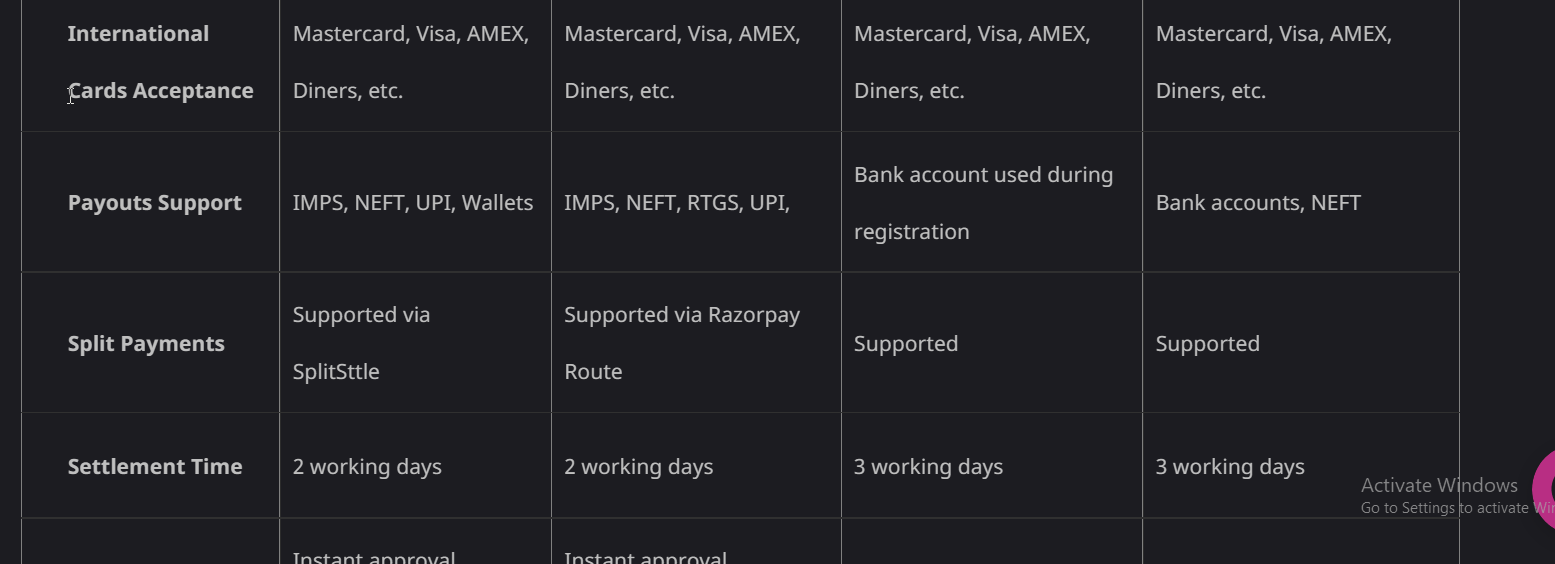 International
Cards Acceptance
Mastercard, Visa, AMEX,
Diners, etc.
Mastercard, Visa, AMEX,
Diners, etc.
Mastercard, Visa, AMEX,
Diners, etc.
Mastercard, Visa, AMEX,
Diners, etc.
Payouts Support
IMPS, NEFT, UPI, Wallets
IMPS, NEFT, RTGS, UPI,
Bank account used during
registration
Bank accounts, NEFT
Split Payments
Supported via
SplitSttle
Supported via Razorpay
Route
Supported
Supported
Settlement Time
2 working days
2 working days
3 working days
3 working days
Activate Windows
Go to Settings to activate Win
Instant approval
Instant approval